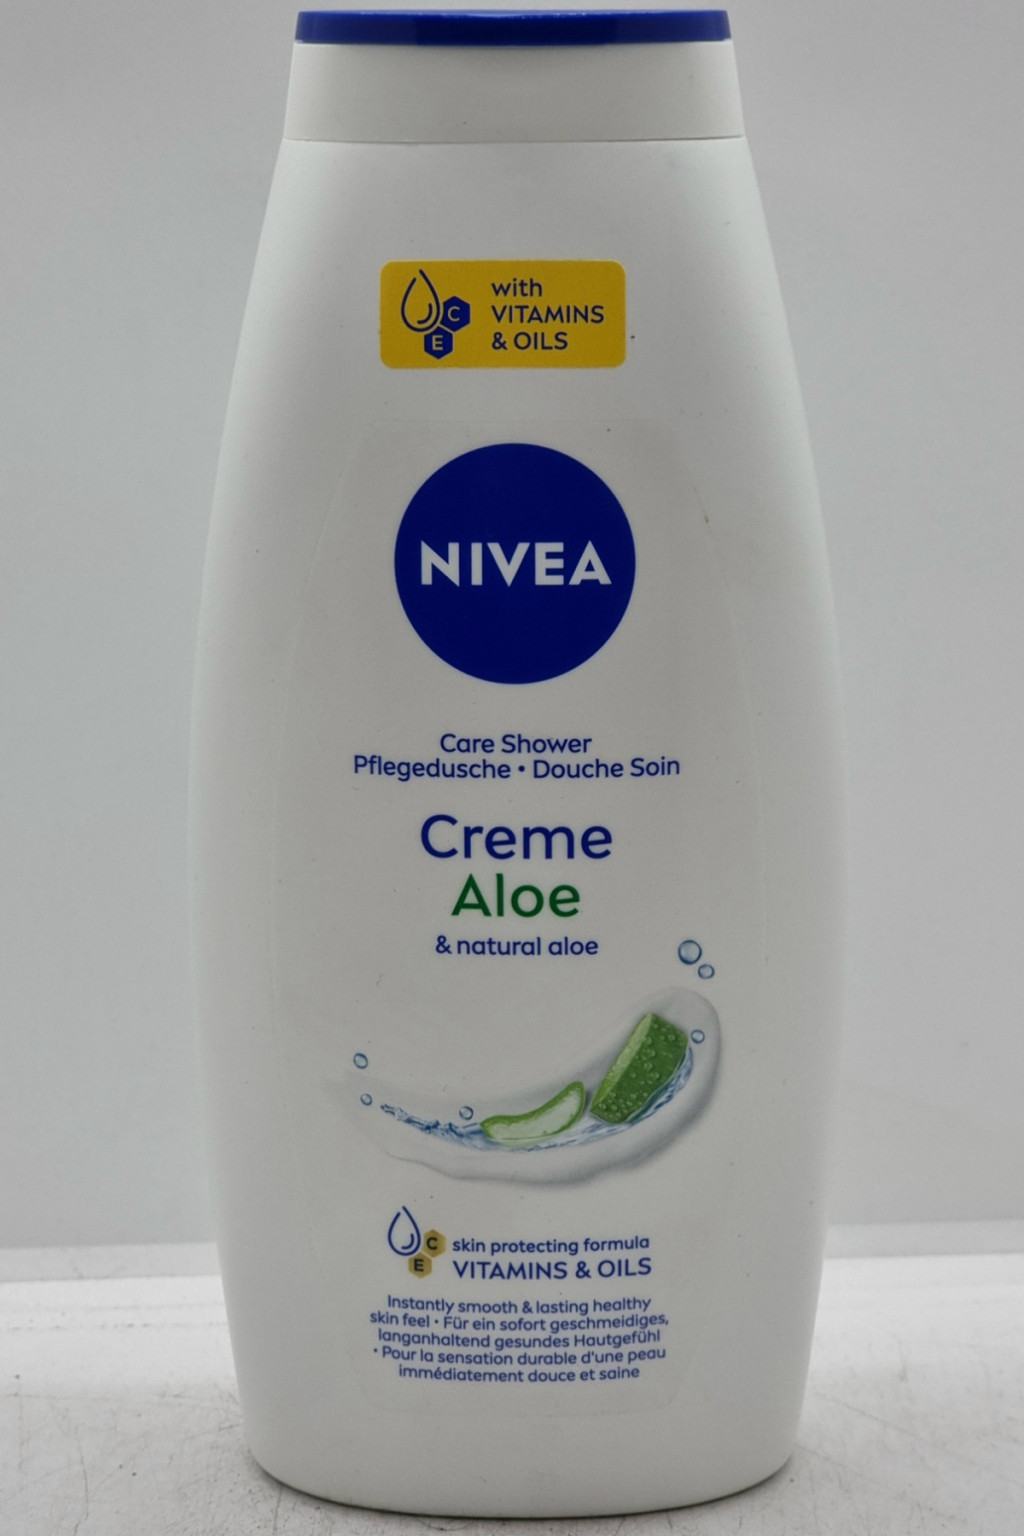 with
VITAMINS
& OILS
C
E
NIVEA
Care Shower
Pflegedusche • Douche Soin
Creme
Aloe
& natural aloe
C
E
skin protecting formula
VITAMINS & OILS
Instantly smooth & lasting healthy
skin feel • Für ein sofort geschmeidiges,
langanhaltend gesundes Hautgefühl
• Pour la sensation durable d'une peau
immédiatement douce et saine